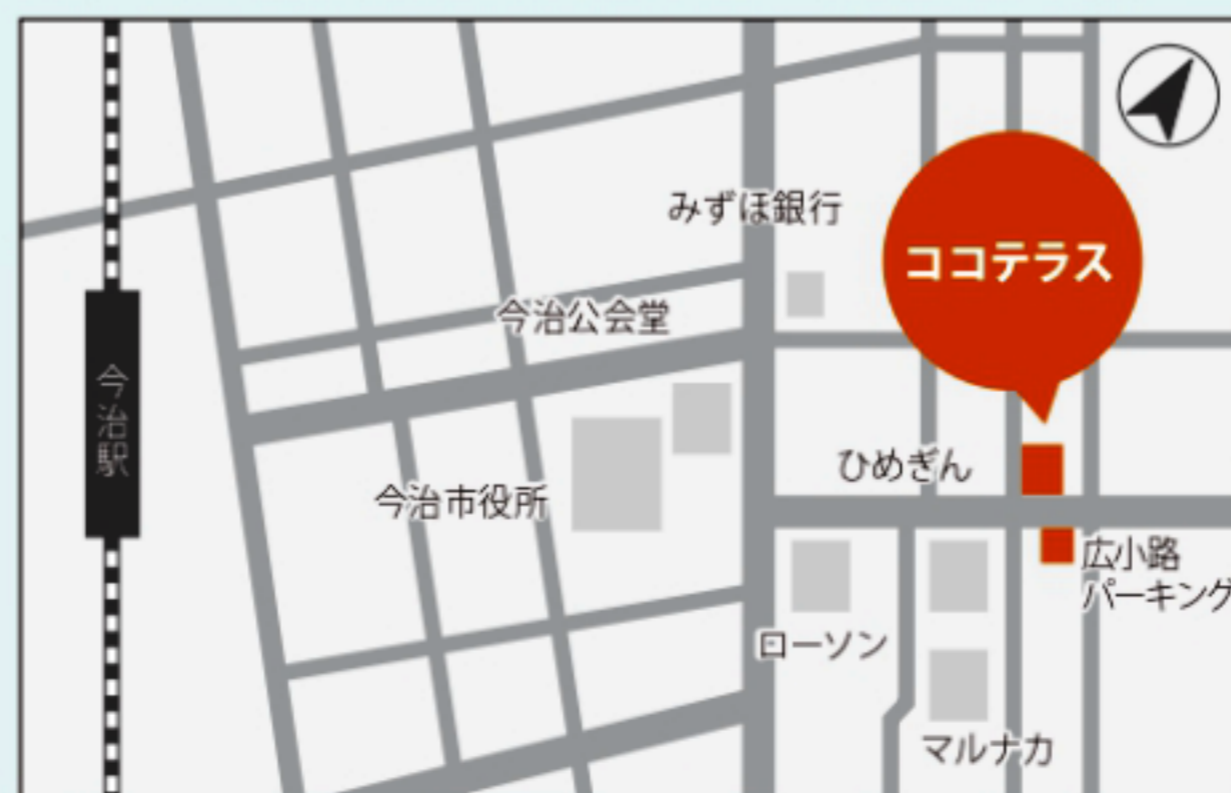 みずほ銀行
ココテラス
今治公会堂
今治駅
ひめぎん
今治市役所
広小路
パーキング
ローソン
マルナカ